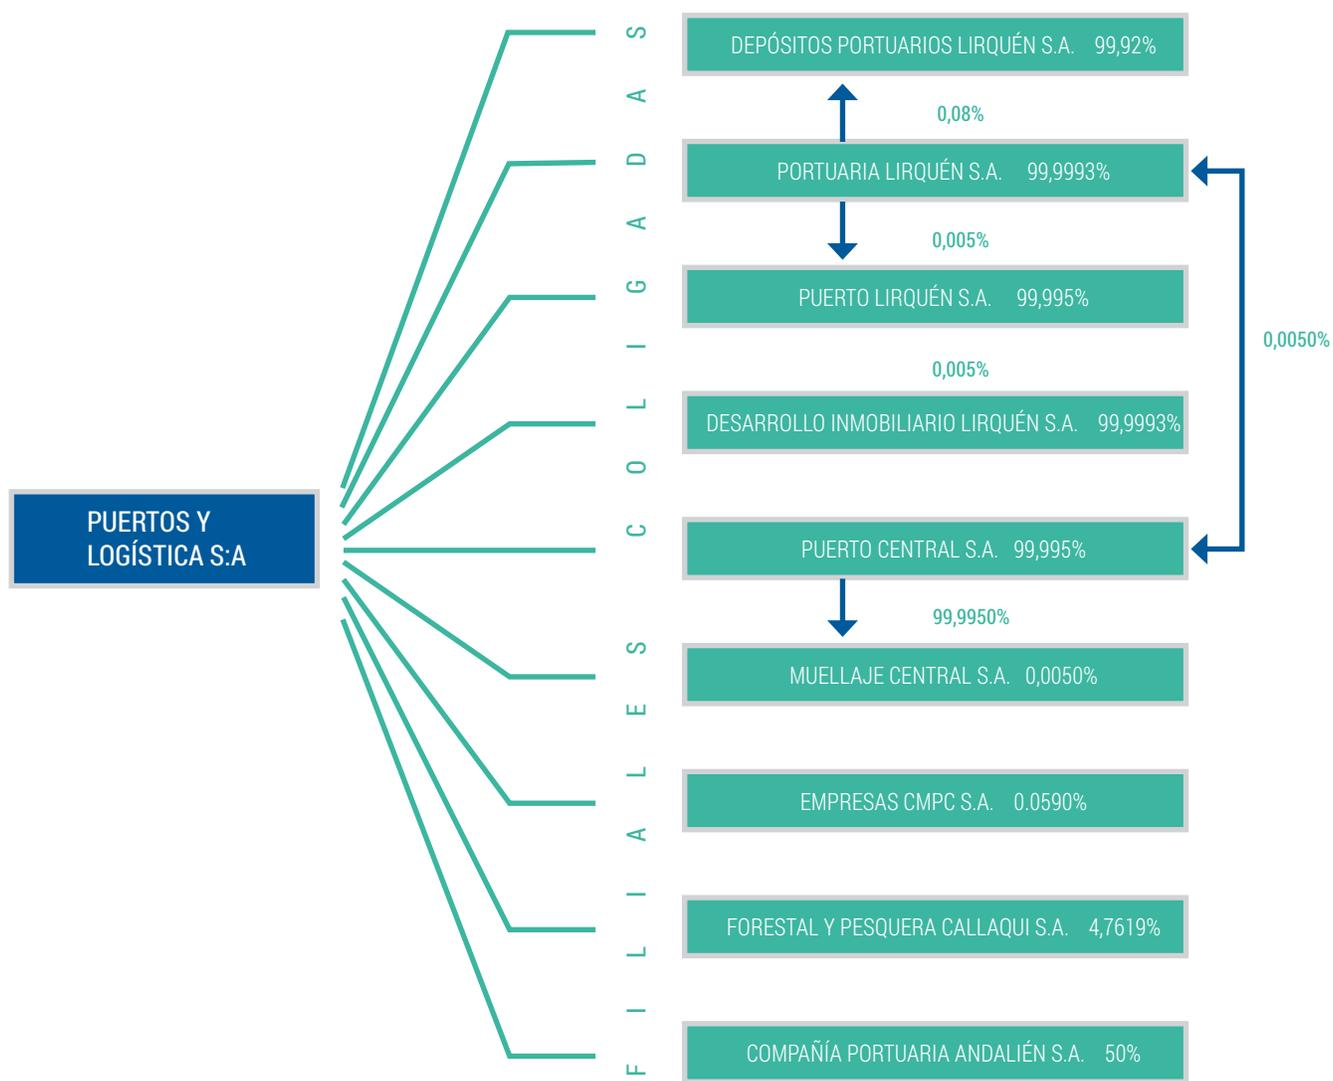 DEPÓSITOS PORTUARIOS LIRQUÉN S.A. 99,92%
0,08%
PORTUARIA LIRQUÉN S.A. 99,9993%
0,005%
PUERTO LIRQUÉN S.A. 99,995%
0,0050%
0,005%
DESARROLLO INMOBILIARIO LIRQUÉN S.A. 99,9993%
PUERTOS Y
LOGÍSTICA S:A
PUERTO CENTRAL S.A. 99,995%
99,9950%
MUELLAJE CENTRAL S.A. 0,0050%
EMPRESAS CMPC S.A. 0.0590%
FORESTAL Y PESQUERA CALLAQUI S.A. 4,7619%
COMPAÑÍA PORTUARIA ANDALIÉN S.A. 50%
FILIALES COLIGADAS